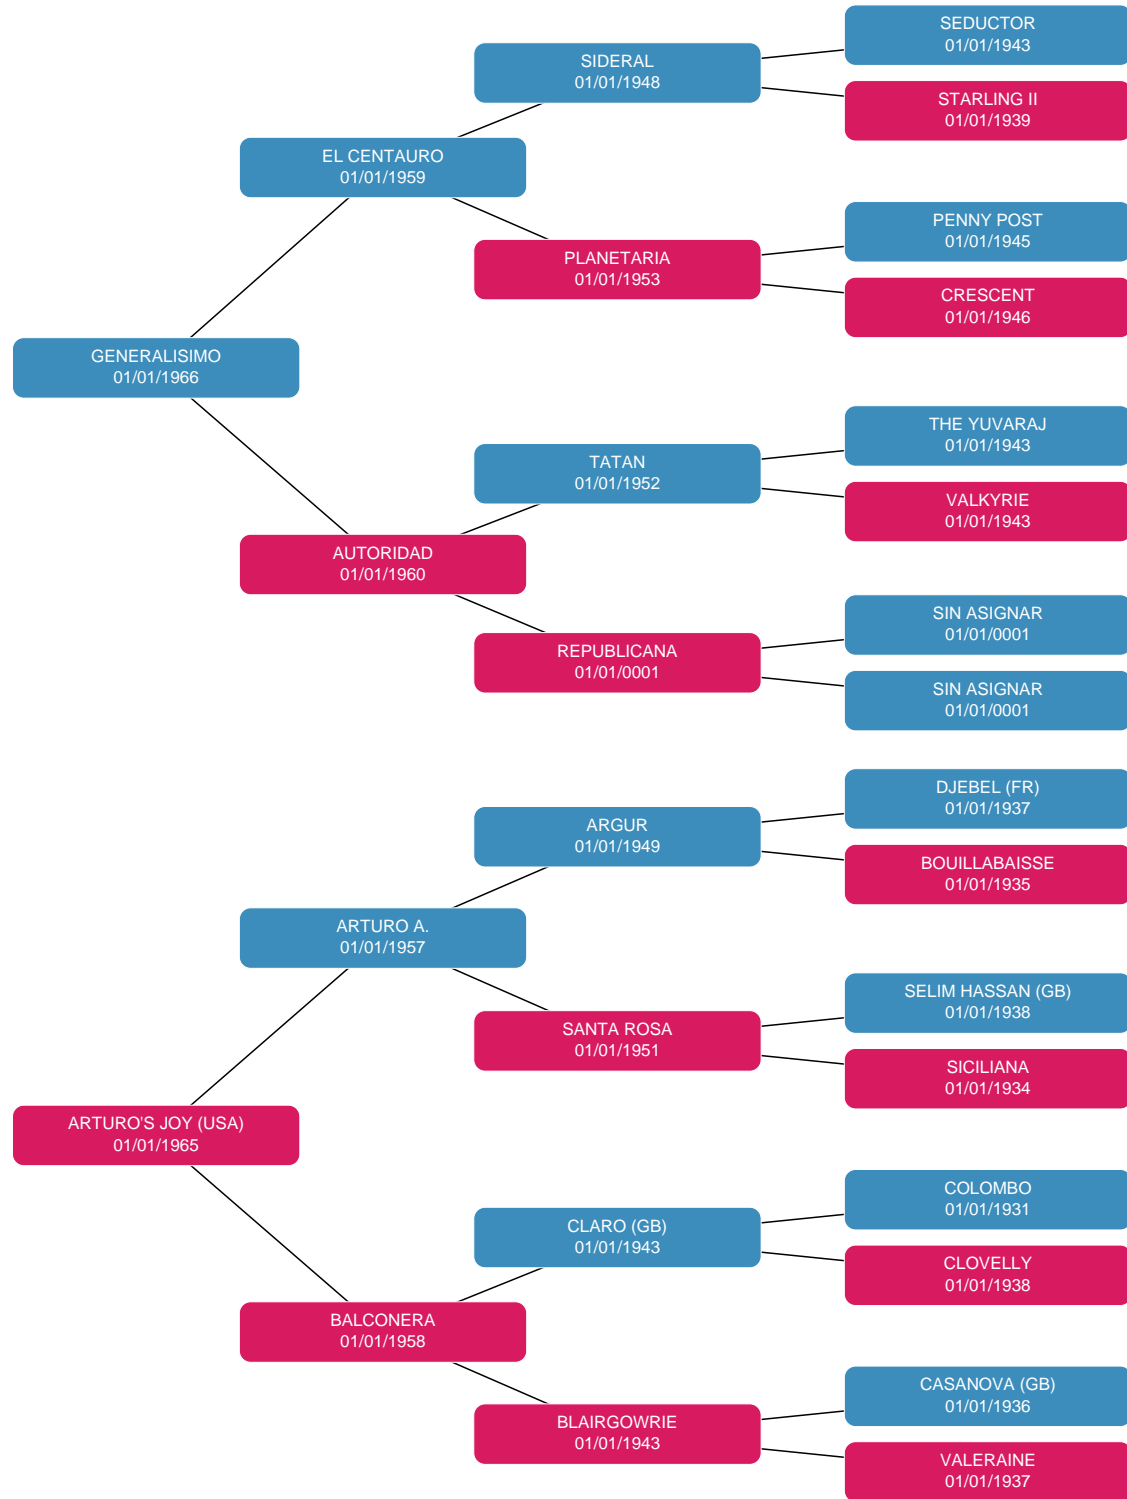 SEDUCTOR
01/01/1943
SIDERAL
01/01/1948
STARLING II
01/01/1939
EL CENTAURO
01/01/1959
PENNY POST
01/01/1945
PLANETARIA
01/01/1953
CRESCENT
01/01/1946
GENERALISIMO
01/01/1966
THE YUVARAJ
01/01/1943
TATAN
01/01/1952
VALKYRIE
01/01/1943
AUTORIDAD
01/01/1960
SIN ASIGNAR
01/01/0001
REPUBLICANA
01/01/0001
SIN ASIGNAR
01/01/0001
DJEBEL (FR)
01/01/1937
ARGUR
01/01/1949
BOUILLABAISSE
01/01/1935
ARTURO A.
01/01/1957
SELIM HASSAN (GB)
01/01/1938
SANTA ROSA
01/01/1951
SICILIANA
01/01/1934
ARTURO'S JOY (USA)
01/01/1965
COLOMBO
01/01/1931
CLARO (GB)
01/01/1943
CLOVELLY
01/01/1938
BALCONERA
01/01/1958
CASANOVA (GB)
01/01/1936
BLAIRGOWRIE
01/01/1943
VALERAINE
01/01/1937